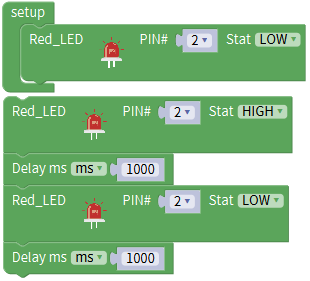 setup
Red_LED PIN# 2 Stat LOW
Red_LED PIN# 2 Stat HIGH
Delay ms ms 1000
Red_LED PIN# 2 Stat LOW
Delay ms ms 1000